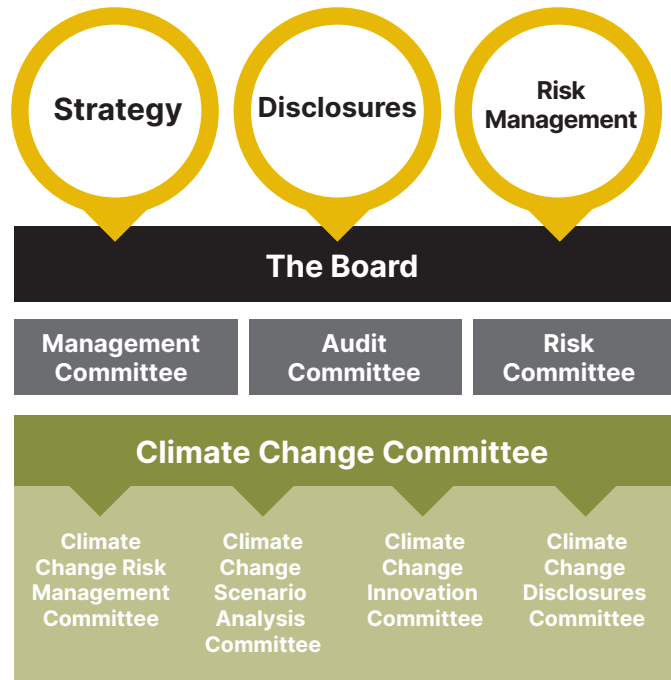 Strategy
Disclosures
Risk
Management
The Board
Management
Committee
Audit
Committee
Risk
Committee
Climate Change Committee
Climate
Change Risk
Management
Committee
Climate
Change
Scenario
Analysis
Committee
Climate
Change
Innovation
Committee
Climate
Change
Disclosures
Committee